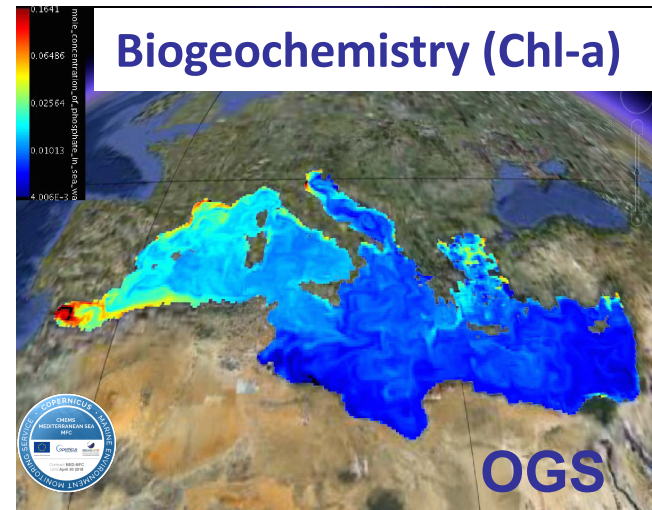 Biogeochemistry (Chl-a)
0.1641
0.06486
0.02564
0.01013
4.006E-3
mole_concentration_of_phosphate_in_sea_wa
COPERNICUS - MARINE ENVIRONMENT MONITORING SERVICE
CMEMS
MEDITERRANEAN SEA
MFC
OGS